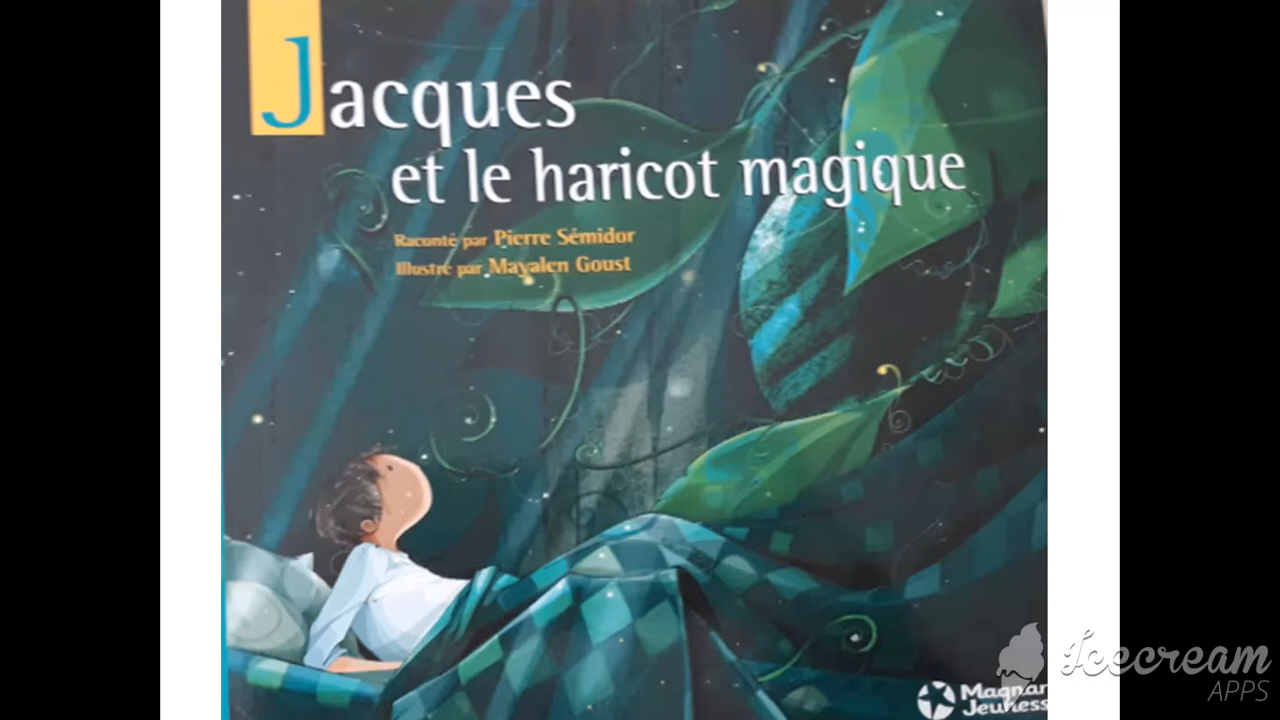 Jacques
et le haricot magique
Raconté par Pierre Sémidor
Illustré par Mayalen Goust
Icecream
APPS